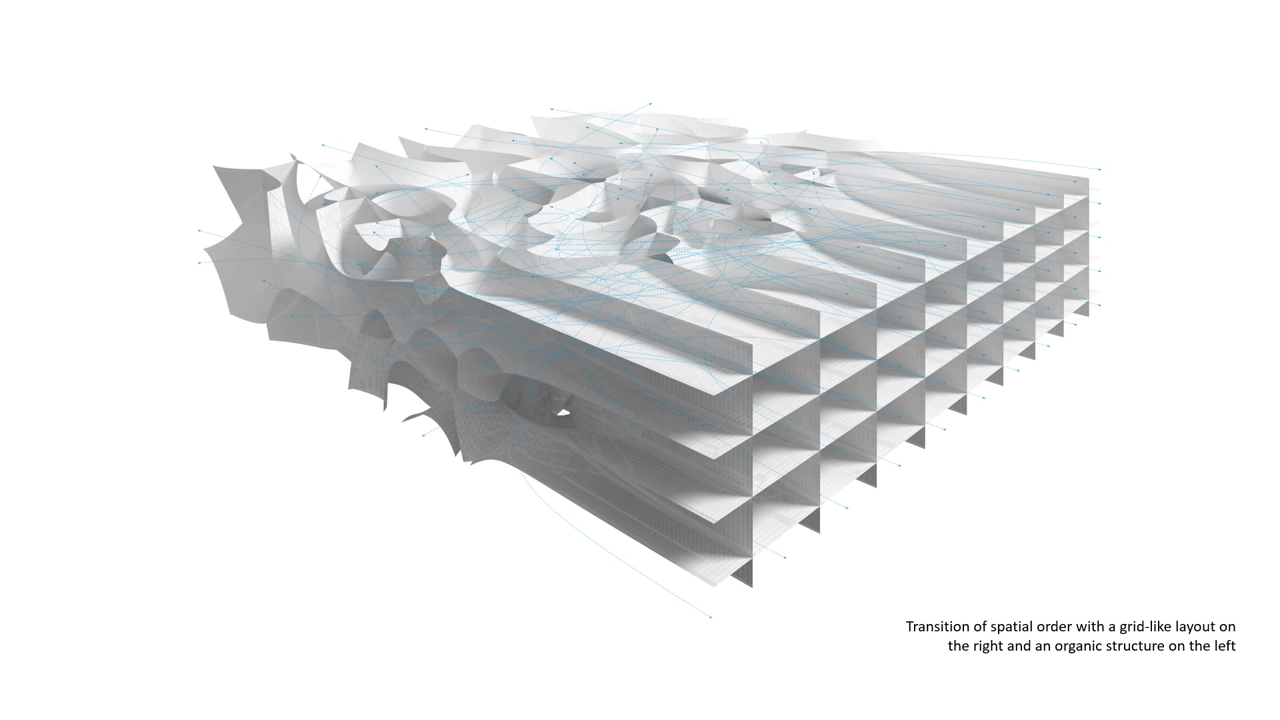 Transition of spatial order with a grid-like layout on
the right and an organic structure on the left